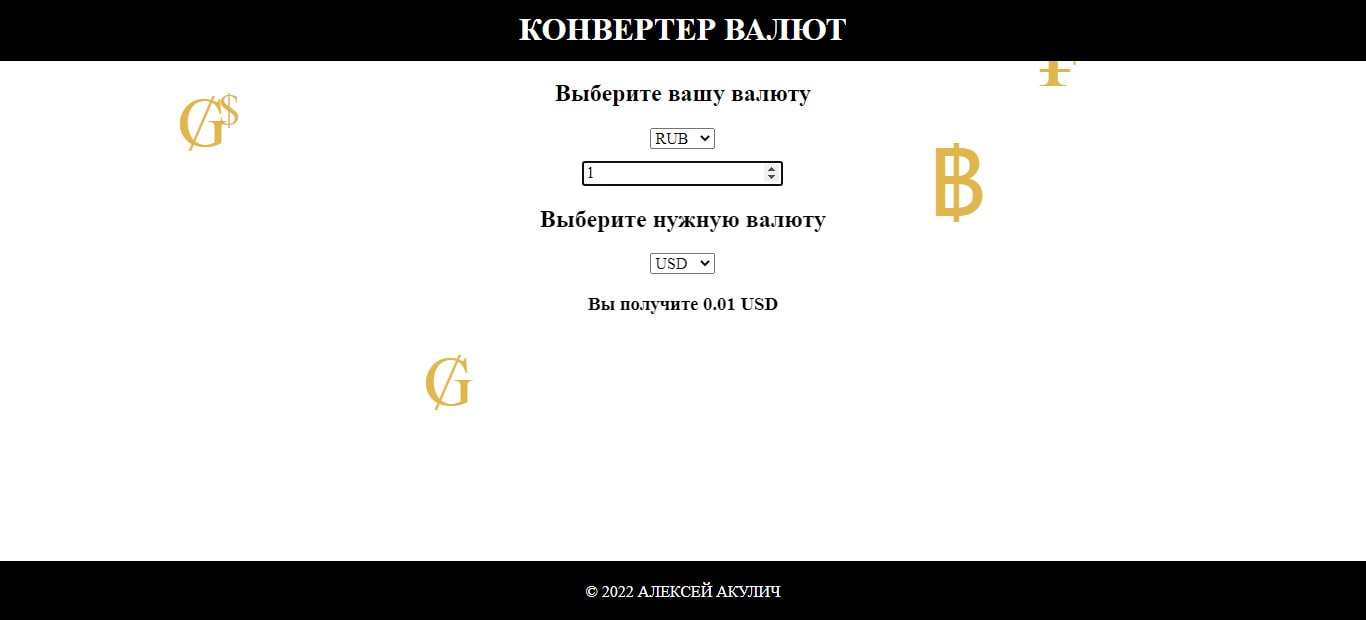 КОНВЕРТЕР ВАЛЮТ
Выберите вашу валюту
₲$
RUB
฿
1
Выберите нужную валюту
USD
Вы получите 0.01 USD
₲
© 2022 АЛЕКСЕЙ АКУЛИЧ